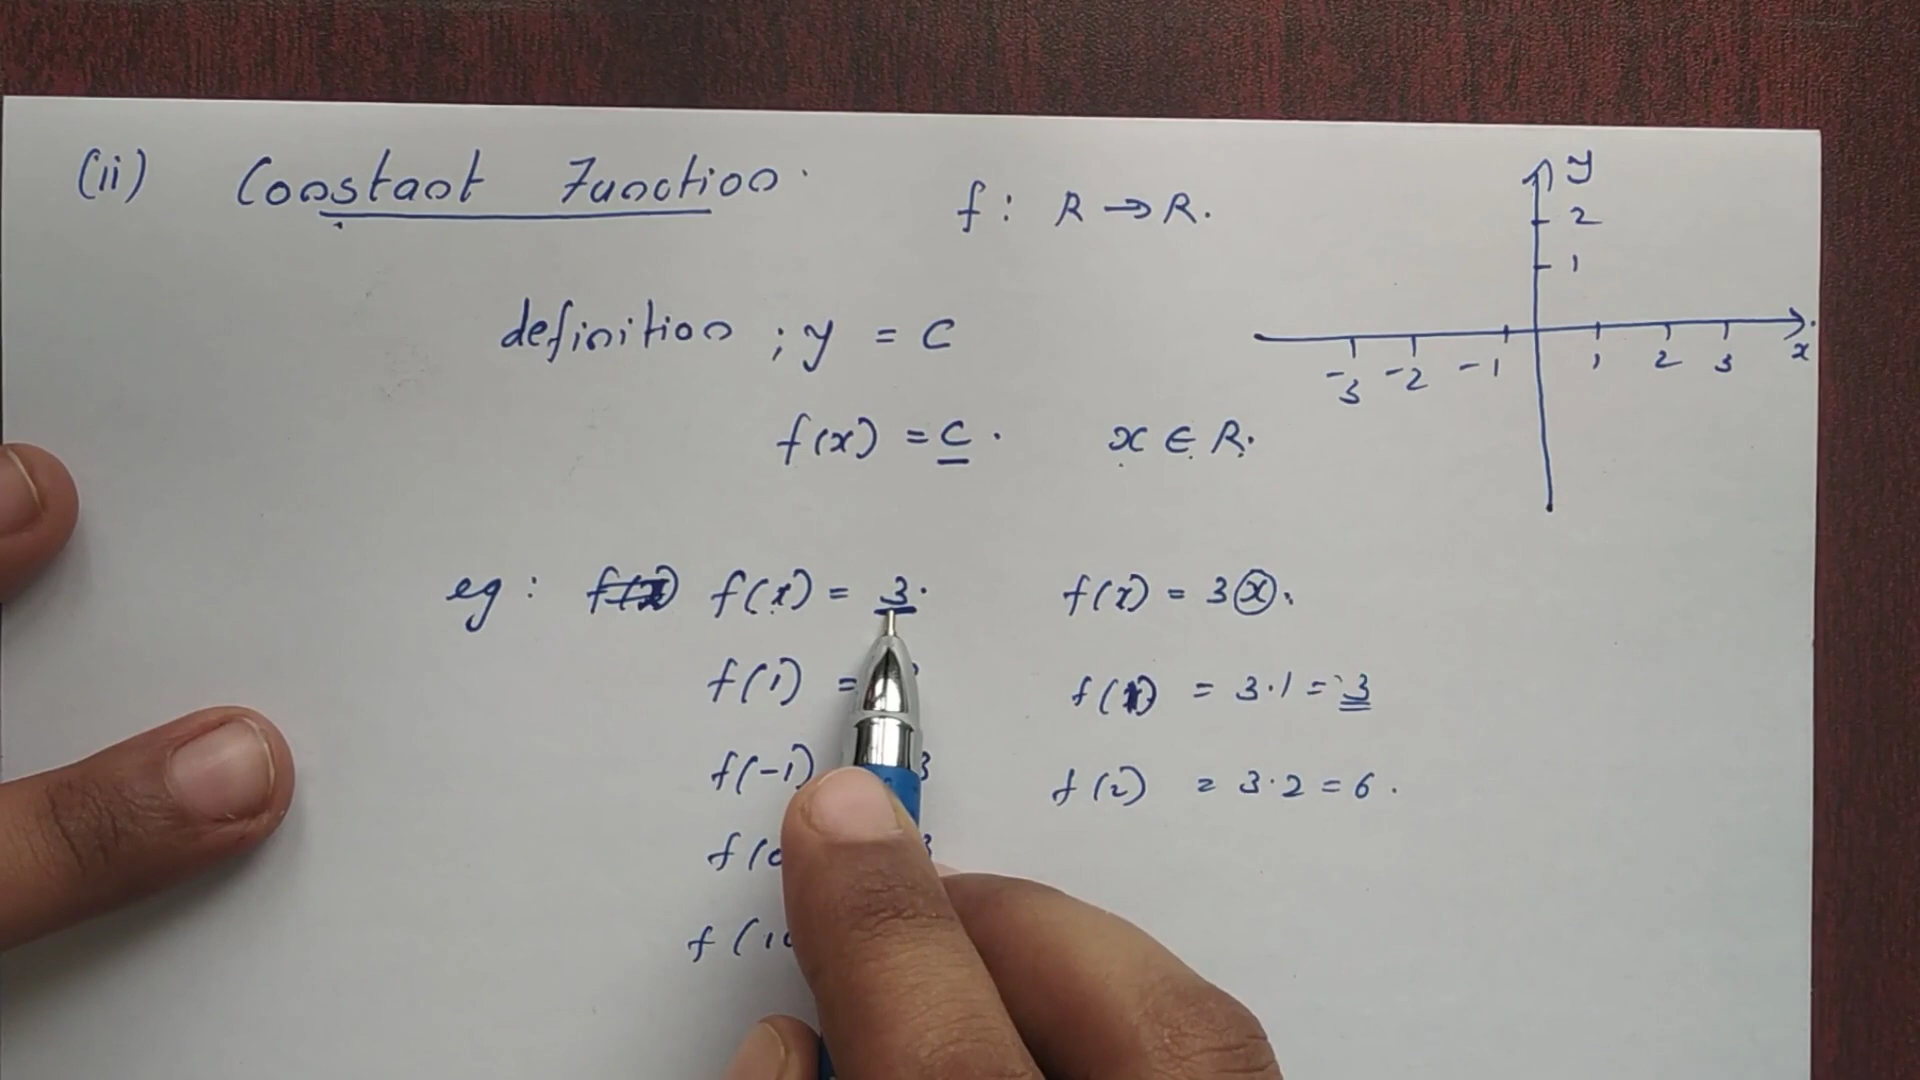 (ii) Constant Function.
f : R → R.
y
2
1
-3 -2 -1 1 2 3 x
definition ; y = c
f(x) = c . x ∈ R.
eg : f(x) = 3. f(x) = 3x.
f(1) = f(1) = 3.1 = 3
f(-1) 3 f(2) = 3.2 = 6.
f(
f(